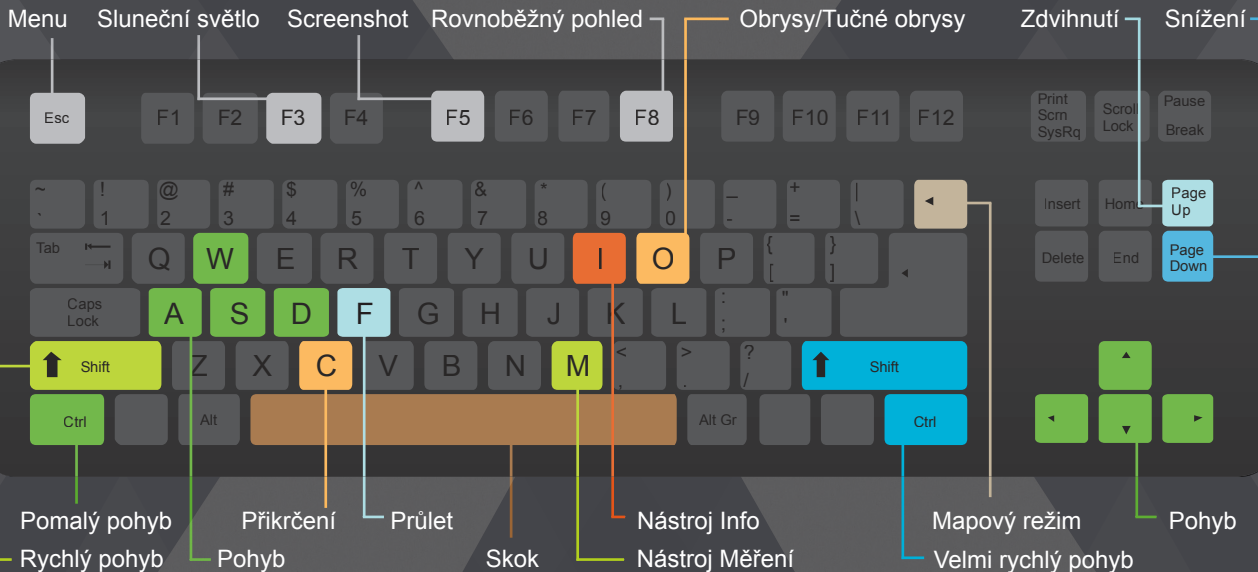 Menu Sluneční světlo Screenshot Rovnoběžný pohled Obrysy/Tučné obrysy Zdvihnutí Snížení
Esc F1 F2 F3 F4 F5 F6 F7 F8 F9 F10 F11 F12 Print Scrn SysRq Scroll Lock Pause Break
~ ! @ # $ % ^ & * ( ) _ + |
` 1 2 3 4 5 6 7 8 9 0 - = \ Insert Home Page Up
Tab Q W E R T Y U I O P { [ } ] Delete End Page Down
Caps Lock A S D F G H J K L : ; " '
Shift Z X C V B N M < , > . ? / Shift
Ctrl Alt Alt Gr Ctrl
Pomalý pohyb Přikrčení Průlet Nástroj Info Mapový režim Pohyb
Rychlý pohyb Pohyb Skok Nástroj Měření Velmi rychlý pohyb